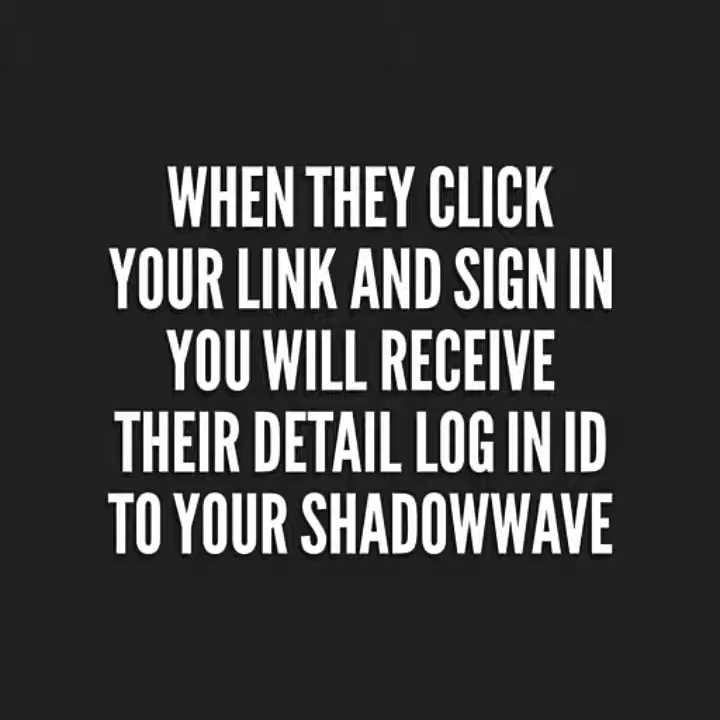 WHEN THEY CLICK
YOUR LINK AND SIGN IN
YOU WILL RECEIVE
THEIR DETAIL LOG IN ID
TO YOUR SHADOWWAVE